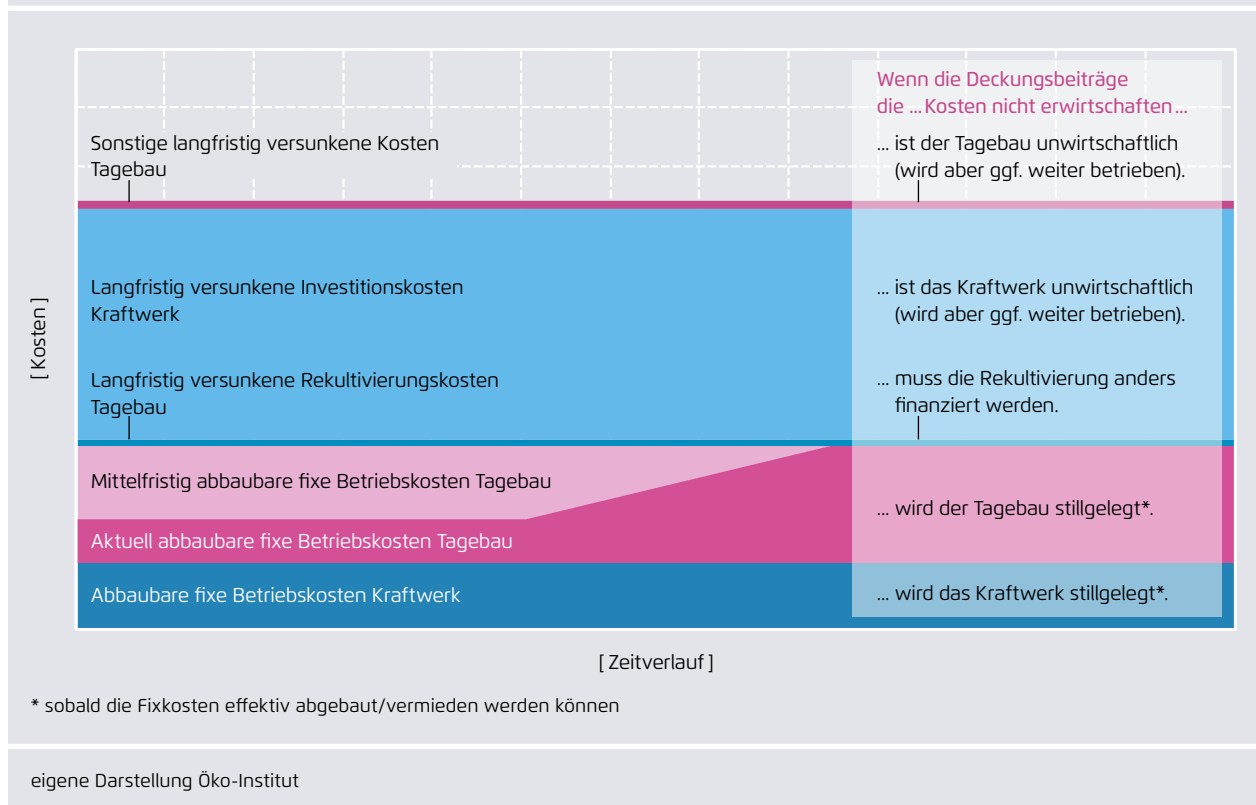 Wenn die Deckungsbeiträge
die ... Kosten nicht erwirtschaften ...
Sonstige langfristig versunkene Kosten
Tagebau
... ist der Tagebau unwirtschaftlich
(wird aber ggf. weiter betrieben).
Langfristig versunkene Investitionskosten
Kraftwerk
... ist das Kraftwerk unwirtschaftlich
(wird aber ggf. weiter betrieben).
Langfristig versunkene Rekultivierungskosten
Tagebau
... muss die Rekultivierung anders
finanziert werden.
Mittelfristig abbaubare fixe Betriebskosten Tagebau
Aktuell abbaubare fixe Betriebskosten Tagebau
... wird der Tagebau stillgelegt*.
Abbaubare fixe Betriebskosten Kraftwerk
... wird das Kraftwerk stillgelegt*.
[ Kosten ]
[ Zeitverlauf ]
* sobald die Fixkosten effektiv abgebaut/vermieden werden können
eigene Darstellung Öko-Institut